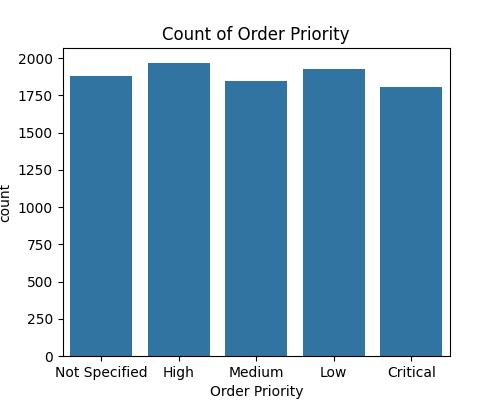 Count of Order Priority
2000
1750
1500
1250
1000
750
500
250
0
count
Not Specified High Medium Low Critical
Order Priority